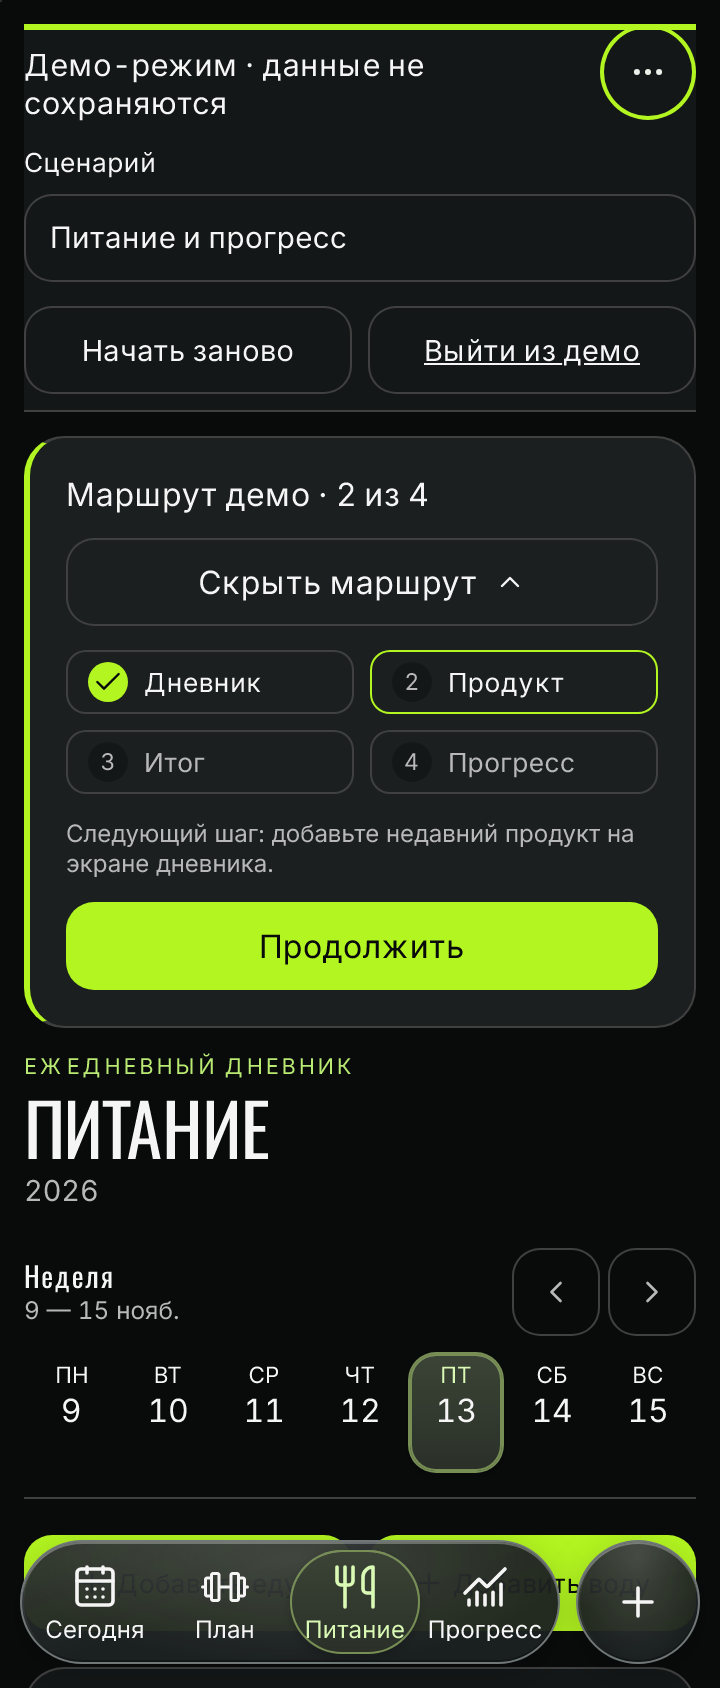 Демо-режим · данные не
сохраняются
Сценарий
Питание и прогресс
Начать заново
Выйти из демо
Маршрут демо · 2 из 4
Скрыть маршрут
Дневник
2 Продукт
3 Итог
4 Прогресс
Следующий шаг: добавьте недавний продукт на
экране дневника.
Продолжить
ЕЖЕДНЕВНЫЙ ДНЕВНИК
ПИТАНИЕ
2026
Неделя
9 — 15 нояб.
ПН ВТ СР ЧТ ПТ СБ ВС
9 10 11 12 13 14 15
воду
Сегодня План Питание Прогресс